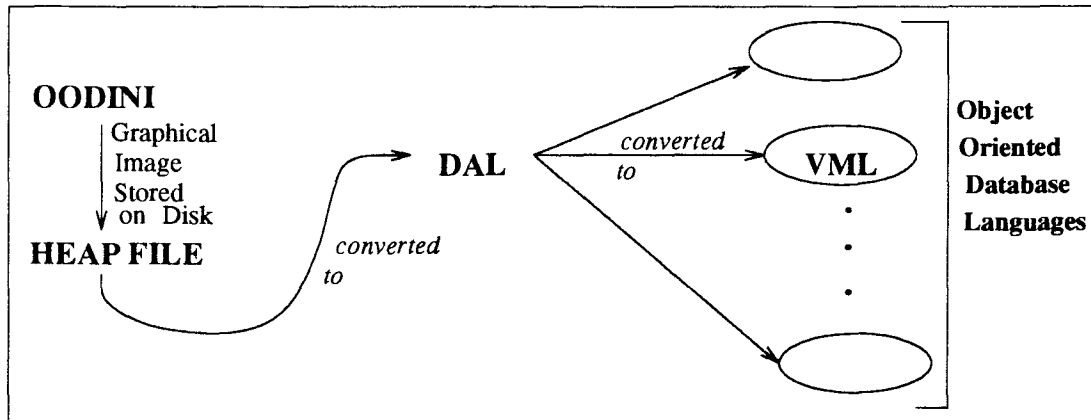 OODINI
Graphical
Image
Stored
on Disk
HEAP FILE
converted
to
DAL
converted
to
VML
Object
Oriented
Database
Languages